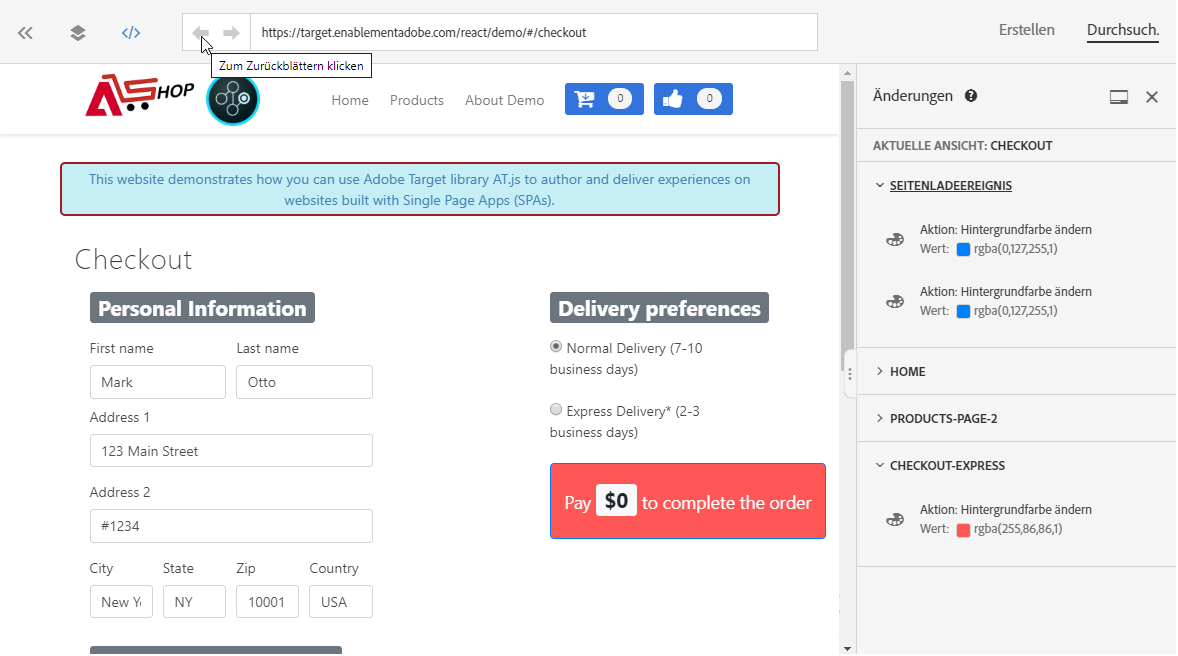 https://target.enablementadobe.com/react/demo/#/checkout
Erstellen
Durchsuch.
Zum Zurückblättern klicken
SHOP
Home
Products
About Demo
0
0
This website demonstrates how you can use Adobe Target library AT.js to author and deliver experiences on
websites built with Single Page Apps (SPAs).
Checkout
Personal Information
First name
Last name
Mark
Otto
Address 1
123 Main Street
Address 2
#1234
City
State
Zip
Country
New Y
NY
10001
USA
Delivery preferences
Normal Delivery (7-10
business days)
Express Delivery* (2-3
business days)
Pay $0 to complete the order
Änderungen
AKTUELLE ANSICHT: CHECKOUT
SEITENLADEEREIGNIS
Aktion: Hintergrundfarbe ändern
Wert: rgba(0,127,255,1)
Aktion: Hintergrundfarbe ändern
Wert: rgba(0,127,255,1)
HOME
PRODUCTS-PAGE-2
CHECKOUT-EXPRESS
Aktion: Hintergrundfarbe ändern
Wert: rgba(255,86,86,1)